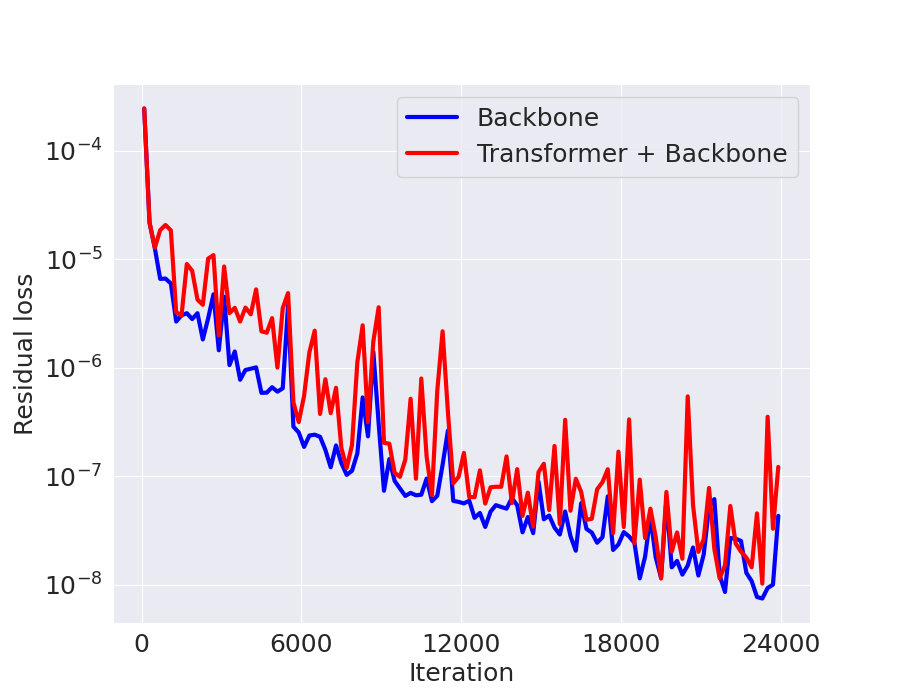 Backbone
Transformer + Backbone
10⁻⁴
10⁻⁵
10⁻⁶
10⁻⁷
10⁻⁸
Residual loss
0 6000 12000 18000 24000
Iteration